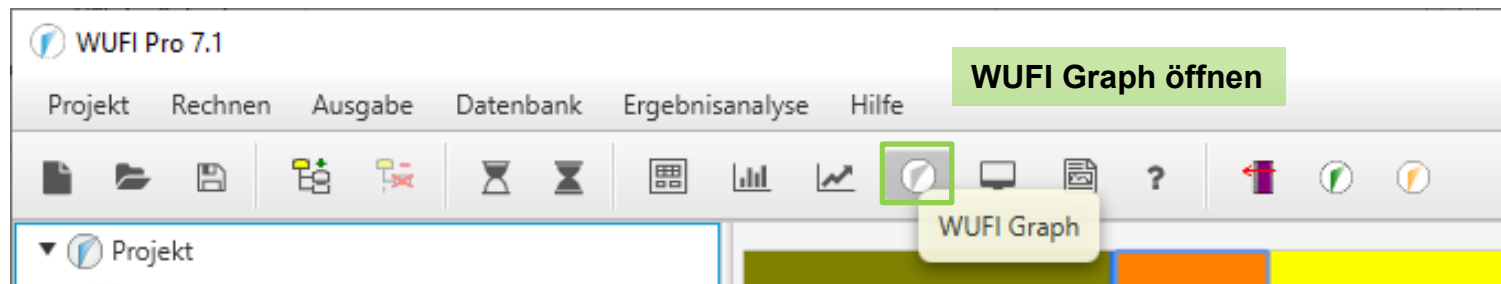 WUFI Pro 7.1
WUFI Graph öffnen
Projekt Rechnen Ausgabe Datenbank Ergebnisanalyse Hilfe
?
WUFI Graph
Projekt